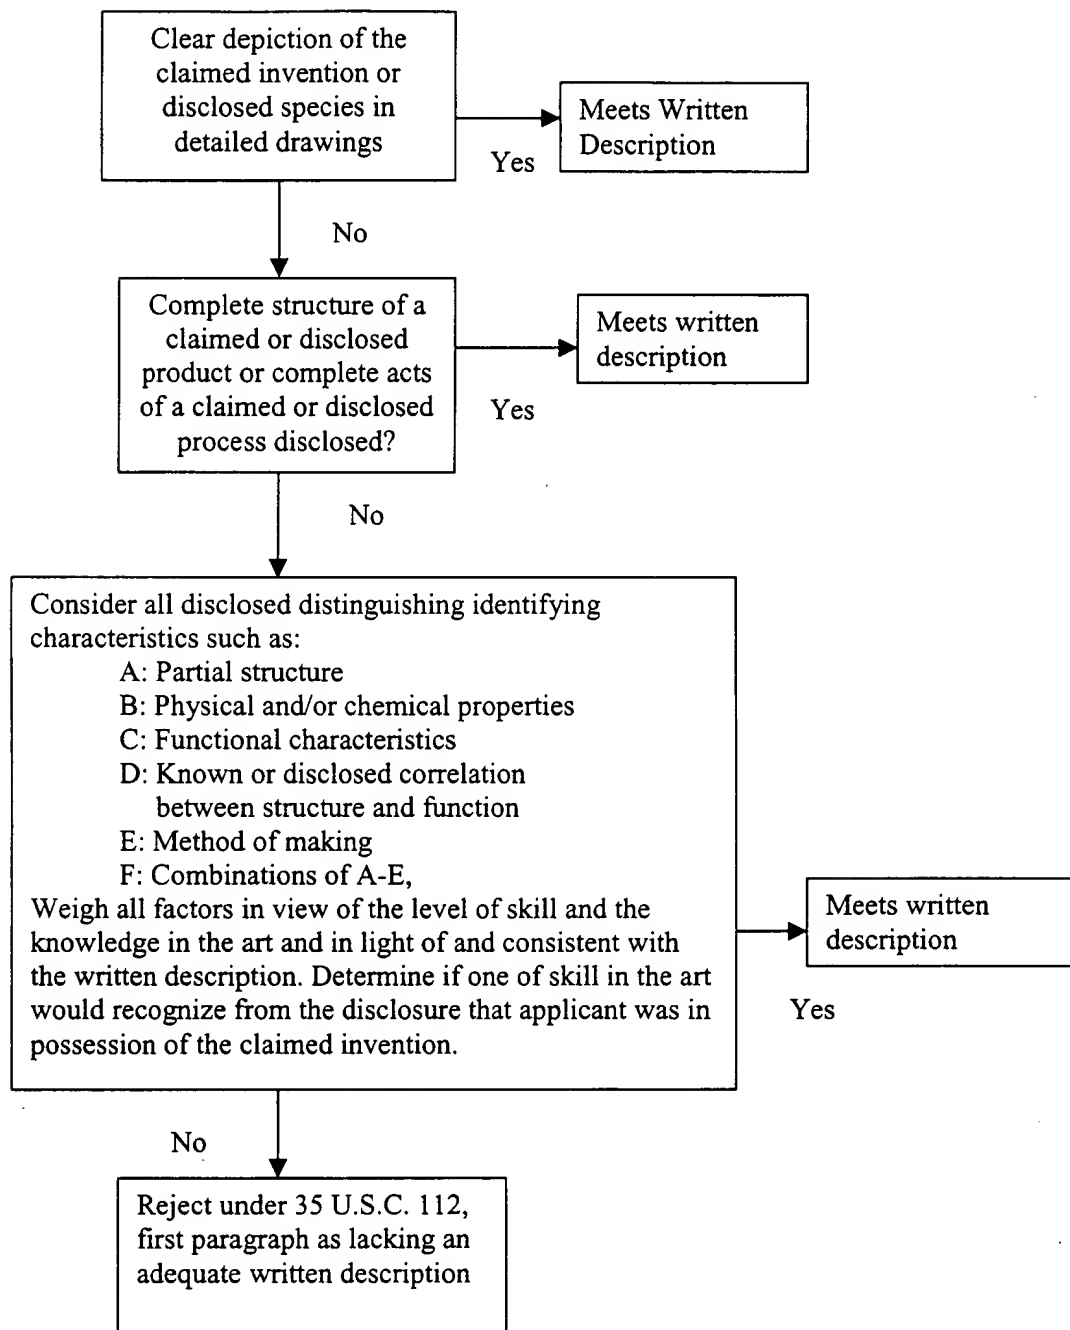 Clear depiction of the
claimed invention or
disclosed species in
detailed drawings
Meets Written
Description
Yes
No
Complete structure of a
claimed or disclosed
product or complete acts
of a claimed or disclosed
process disclosed?
Meets written
description
Yes
No
Consider all disclosed distinguishing identifying
characteristics such as:
A: Partial structure
B: Physical and/or chemical properties
C: Functional characteristics
D: Known or disclosed correlation
between structure and function
E: Method of making
F: Combinations of A-E,
Weigh all factors in view of the level of skill and the
knowledge in the art and in light of and consistent with
the written description. Determine if one of skill in the art
would recognize from the disclosure that applicant was in
possession of the claimed invention.
Meets written
description
Yes
No
Reject under 35 U.S.C. 112,
first paragraph as lacking an
adequate written description